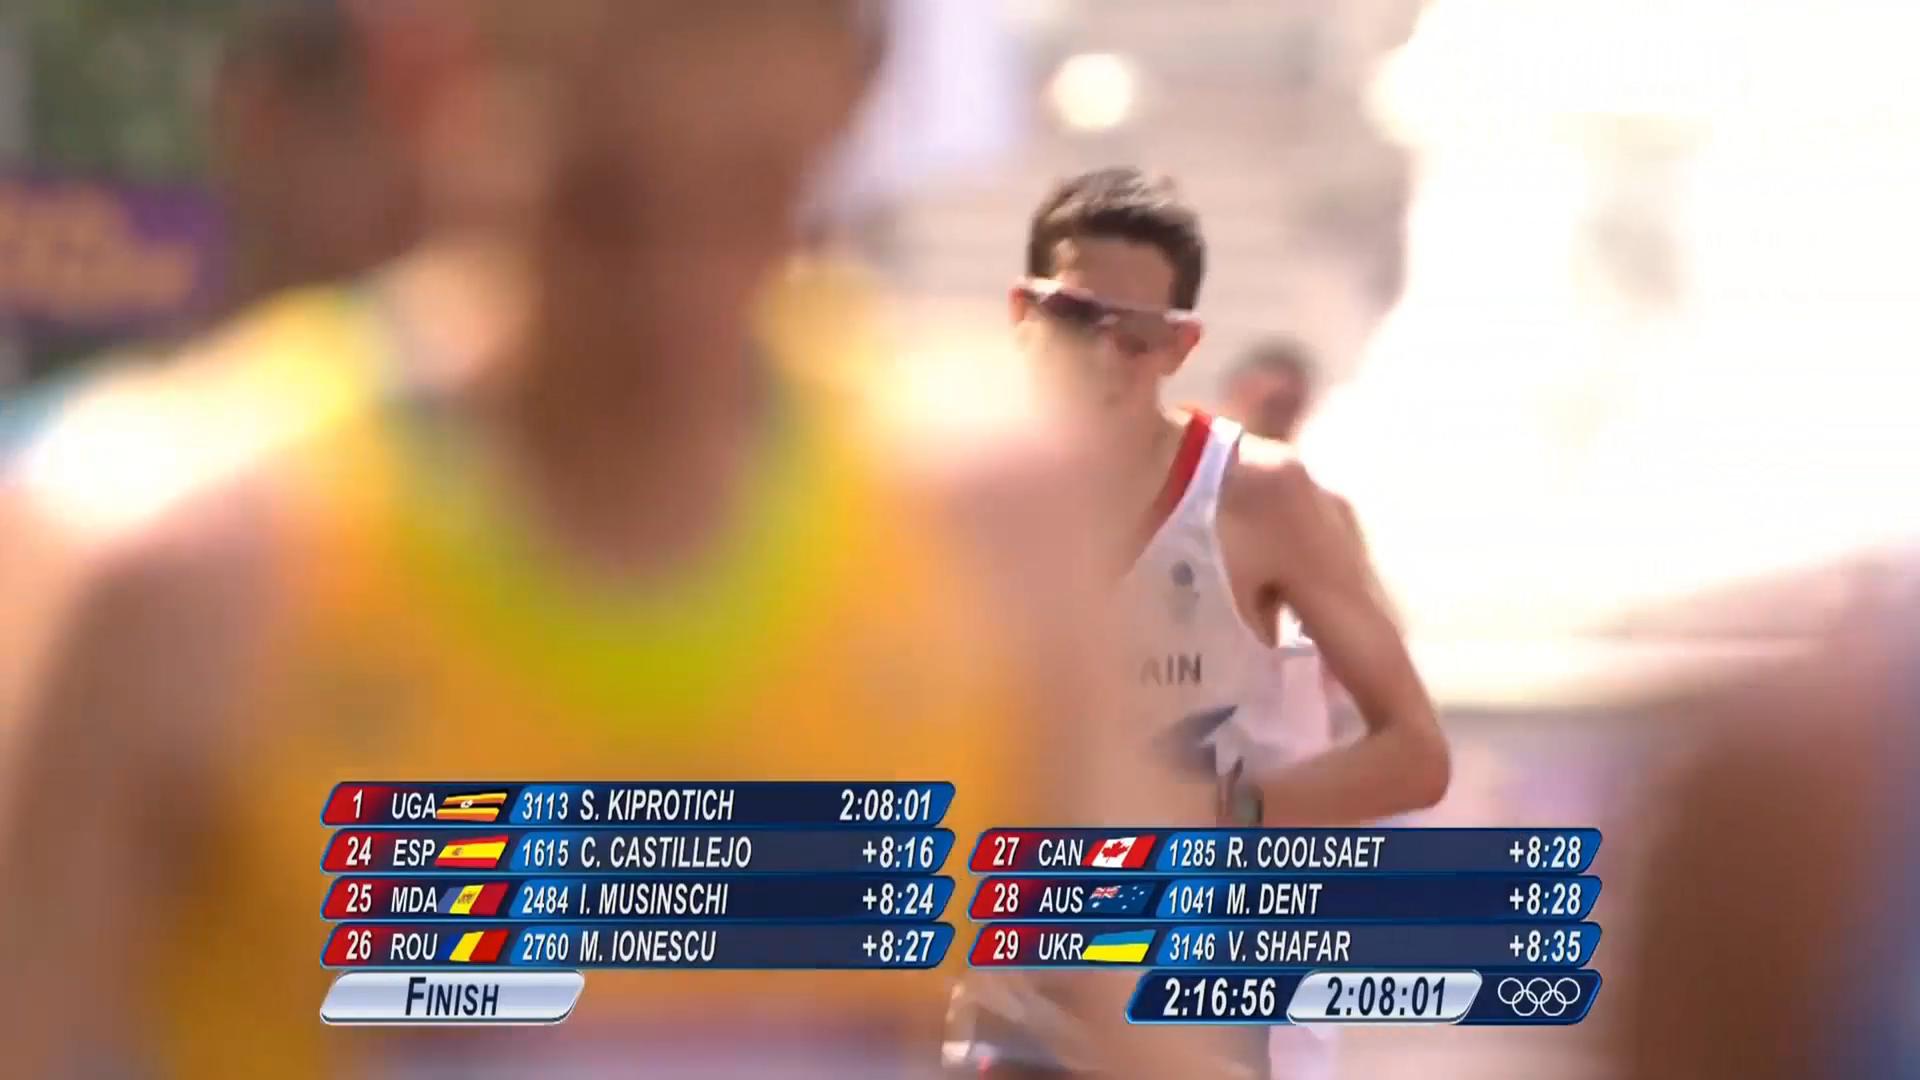 AIN
1 UGA 3113 S. KIPROTICH 2:08:01
24 ESP 1615 C. CASTILLEJO +8:16
25 MDA 2484 I. MUSINSCHI +8:24
26 ROU 2760 M. IONESCU +8:27
27 CAN 1285 R. COOLSAET +8:28
28 AUS 1041 M. DENT +8:28
29 UKR 3146 V. SHAFAR +8:35
FINISH
2:16:56 2:08:01